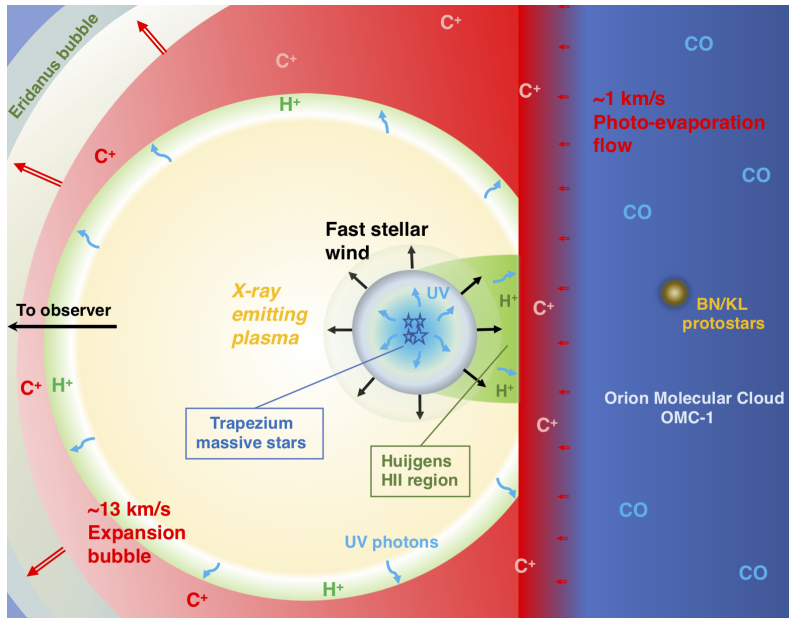 Eridanus bubble
C⁺
C⁺
CO
C⁺
~1 km/s
Photo-evaporation
flow
H⁺
C⁺
CO
CO
Fast stellar
wind
X-ray
emitting
plasma
UV
H⁺
C⁺
BN/KL
protostars
To observer
C⁺
H⁺
H⁺
Orion Molecular Cloud
OMC-1
Trapezium
massive stars
C⁺
Huijgens
HII region
~13 km/s
Expansion
bubble
CO
UV photons
C⁺
CO
H⁺
C⁺